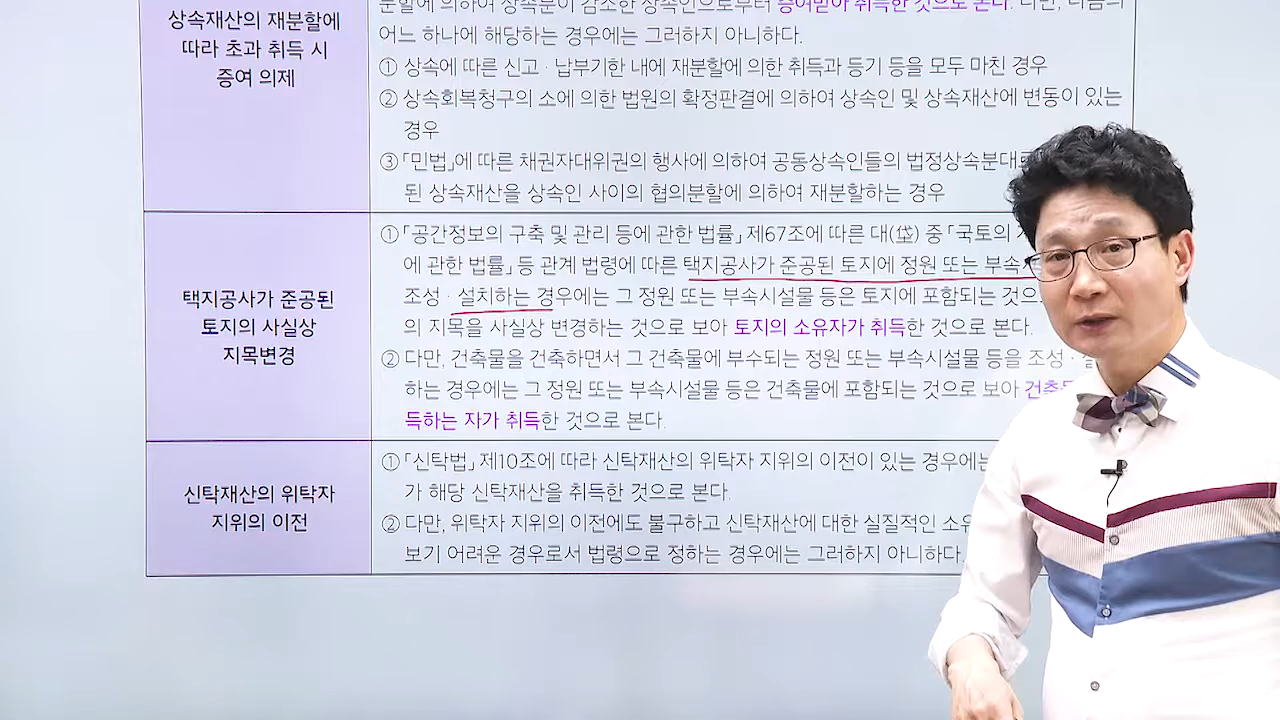 상속재산의 재분할에
따라 초과 취득 시
증여 의제
분할에 의하여 상속분이 감소한 상속인으로부터 증여받아 취득한 것으로 본다. 다만, 다음의
어느 하나에 해당하는 경우에는 그러하지 아니하다.
① 상속에 따른 신고·납부기한 내에 재분할에 의한 취득과 등기 등을 모두 마친 경우
② 상속회복청구의 소에 의한 법원의 확정판결에 의하여 상속인 및 상속재산에 변동이 있는
경우
③ 「민법」에 따른 채권자대위권의 행사에 의하여 공동상속인들의 법정상속분대로
된 상속재산을 상속인 사이의 협의분할에 의하여 재분할하는 경우
택지공사가 준공된
토지의 사실상
지목변경
① 「공간정보의 구축 및 관리 등에 관한 법률」 제67조에 따른 대(垈) 중 「국토의
에 관한 법률」 등 관계 법령에 따른 택지공사가 준공된 토지에 정원 또는 부속
조성·설치하는 경우에는 그 정원 또는 부속시설물 등은 토지에 포함되는 것으
의 지목을 사실상 변경하는 것으로 보아 토지의 소유자가 취득한 것으로 본다.
② 다만, 건축물을 건축하면서 그 건축물에 부수되는 정원 또는 부속시설물 등을 조성·
하는 경우에는 그 정원 또는 부속시설물 등은 건축물에 포함되는 것으로 보아 건축
득하는 자가 취득한 것으로 본다.
신탁재산의 위탁자
지위의 이전
① 「신탁법」 제10조에 따라 신탁재산의 위탁자 지위의 이전이 있는 경우에는
가 해당 신탁재산을 취득한 것으로 본다.
② 다만, 위탁자 지위의 이전에도 불구하고 신탁재산에 대한 실질적인 소유
보기 어려운 경우로서 법령으로 정하는 경우에는 그러하지 아니하다.